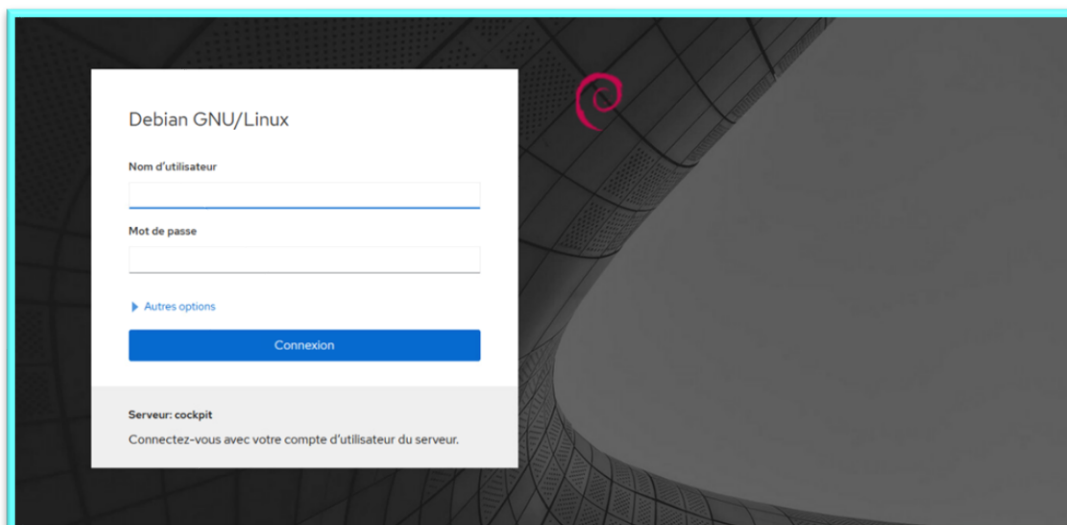 Debian GNU/Linux
Nom d'utilisateur
Mot de passe
Autres options
Connexion
Serveur: cockpit
Connectez-vous avec votre compte d'utilisateur du serveur.